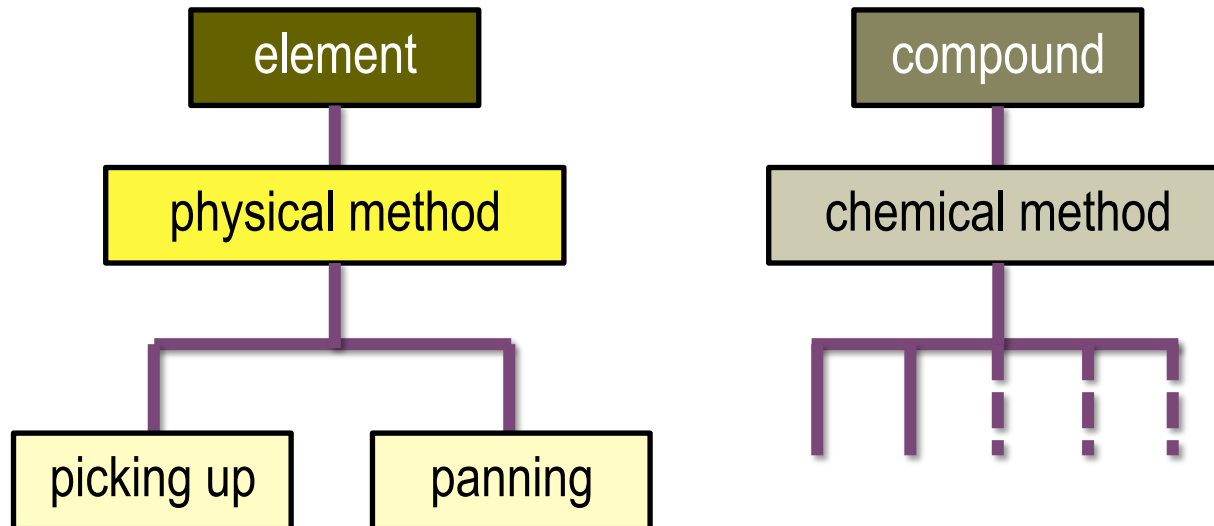 element
compound
physical method
chemical method
picking up
panning